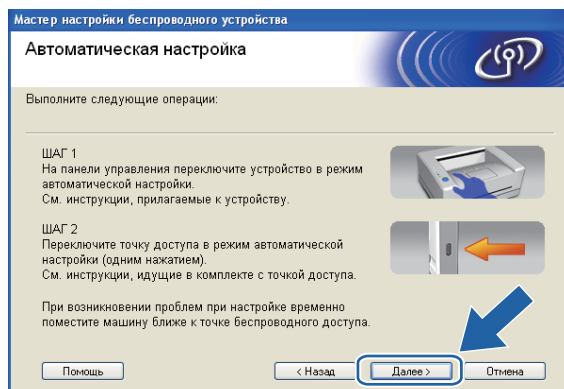 Мастер настройки беспроводного устройства
Автоматическая настройка
Выполните следующие операции:
ШАГ 1
На панели управления переключите устройство в режим
автоматической настройки.
См. инструкции, прилагаемые к устройству.
ШАГ 2
Переключите точку доступа в режим автоматической
настройки (одним нажатием).
См. инструкции, идущие в комплекте с точкой доступа.
При возникновении проблем при настройке временно
поместите машину ближе к точке беспроводного доступа.
Помощь < Назад Далее > Отмена